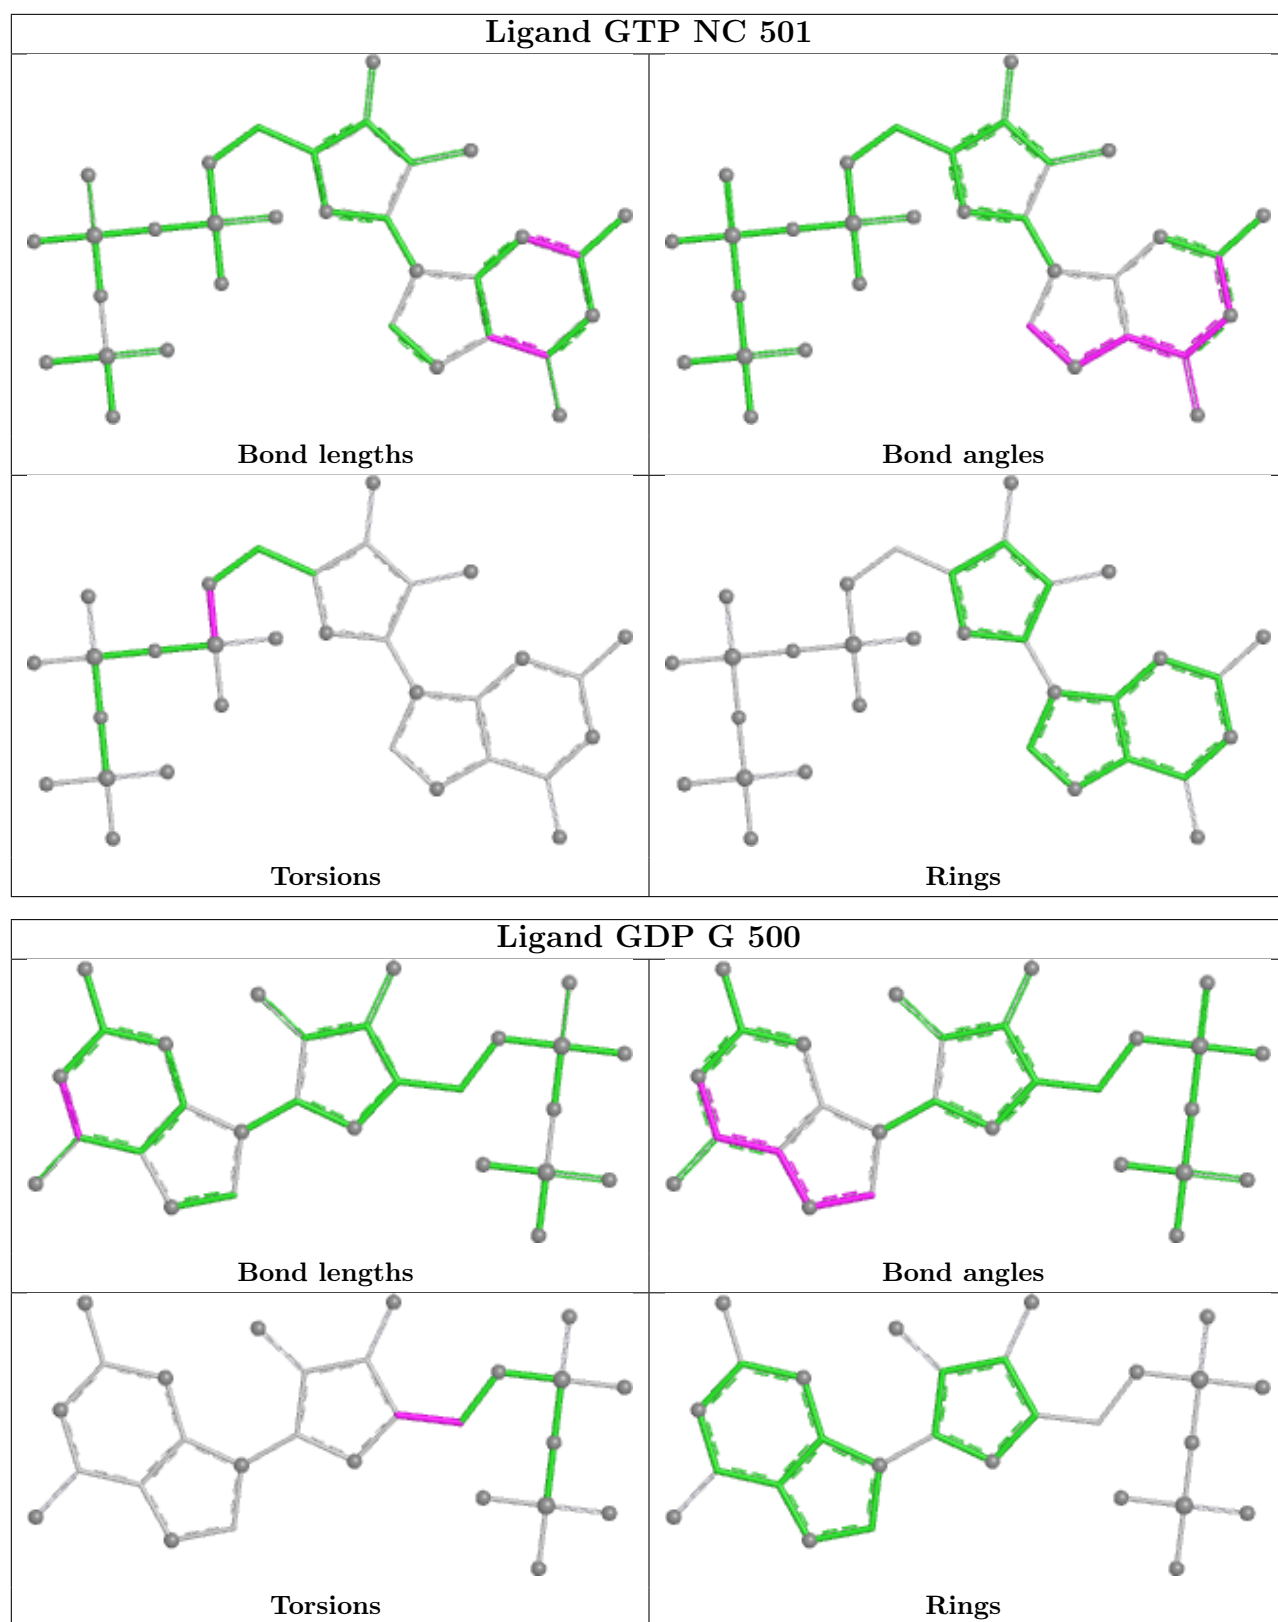 Ligand GTP NC 501
Bond lengths
Bond angles
Torsions
Rings
Ligand GDP G 500
Bond lengths
Bond angles
Torsions
Rings